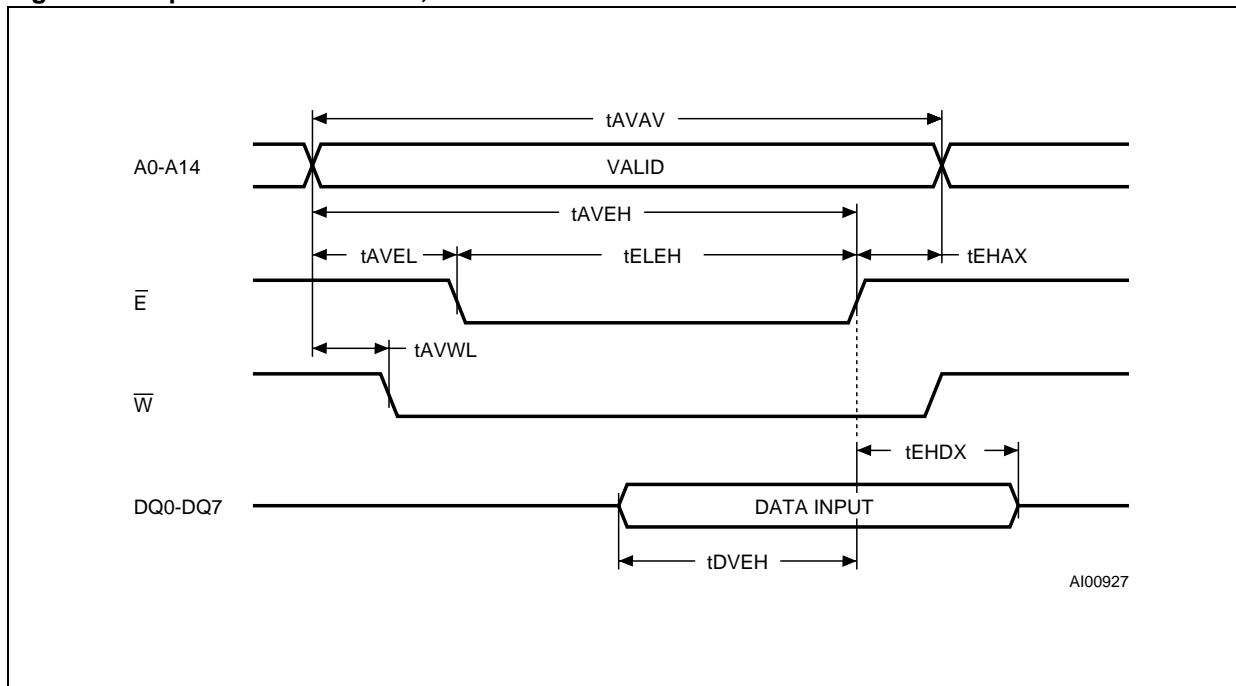 tAVAV
A0-A14
VALID
tAVEH
tAVEL
tELEH
tEHAX
E
tAVWL
W
tEHDX
DQ0-DQ7
DATA INPUT
tDVEH
AI00927